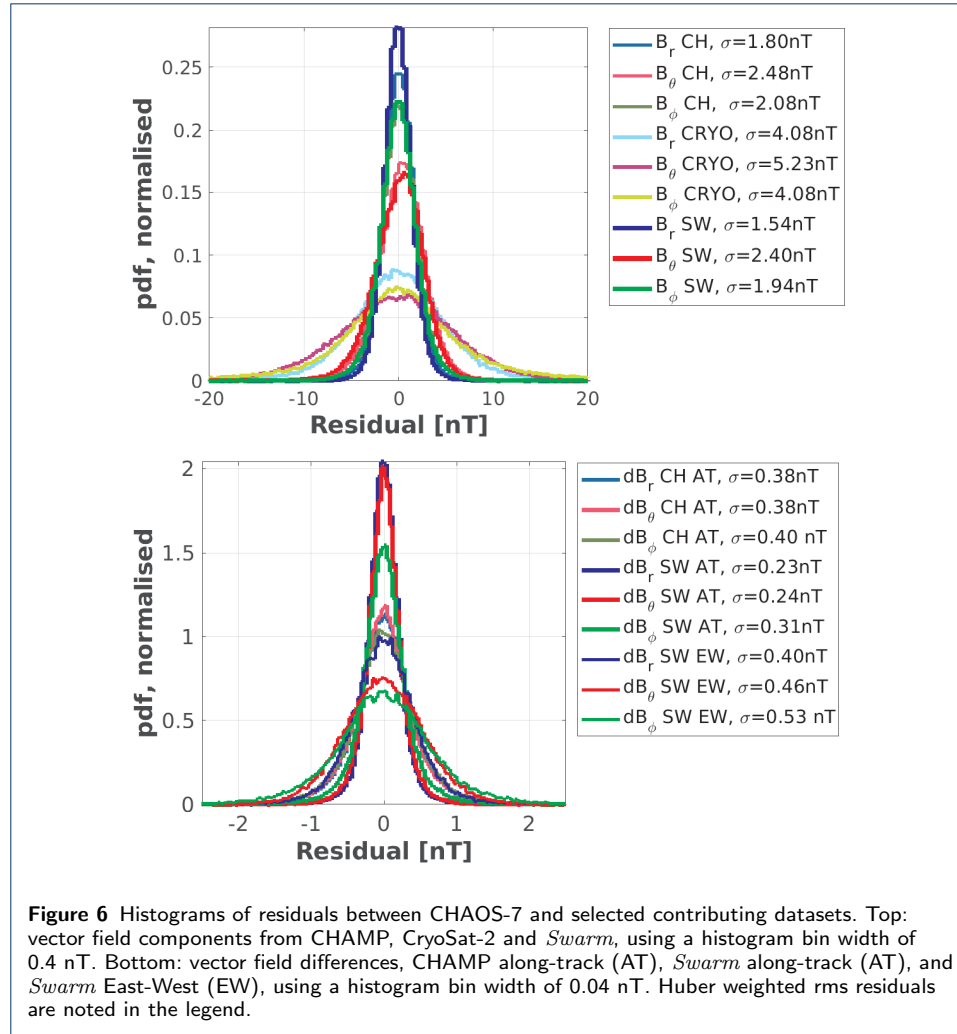 pdf, normalised
0.25
0.2
0.15
0.1
0.05
0
-20
-10
0
10
20
Residual [nT]
B_r CH, σ=1.80nT
B_θ CH, σ=2.48nT
B_ϕ CH, σ=2.08nT
B_r CRYO, σ=4.08nT
B_θ CRYO, σ=5.23nT
B_ϕ CRYO, σ=4.08nT
B_r SW, σ=1.54nT
B_θ SW, σ=2.40nT
B_ϕ SW, σ=1.94nT
pdf, normalised
2
1.5
1
0.5
0
-2
-1
0
1
2
Residual [nT]
dB_r CH AT, σ=0.38nT
dB_θ CH AT, σ=0.38nT
dB_ϕ CH AT, σ=0.40 nT
dB_r SW AT, σ=0.23nT
dB_θ SW AT, σ=0.24nT
dB_ϕ SW AT, σ=0.31nT
dB_r SW EW, σ=0.40nT
dB_θ SW EW, σ=0.46nT
dB_ϕ SW EW, σ=0.53 nT
Figure 6 Histograms of residuals between CHAOS-7 and selected contributing datasets. Top:
vector field components from CHAMP, CryoSat-2 and Swarm, using a histogram bin width of
0.4 nT. Bottom: vector field differences, CHAMP along-track (AT), Swarm along-track (AT), and
Swarm East-West (EW), using a histogram bin width of 0.04 nT. Huber weighted rms residuals
are noted in the legend.